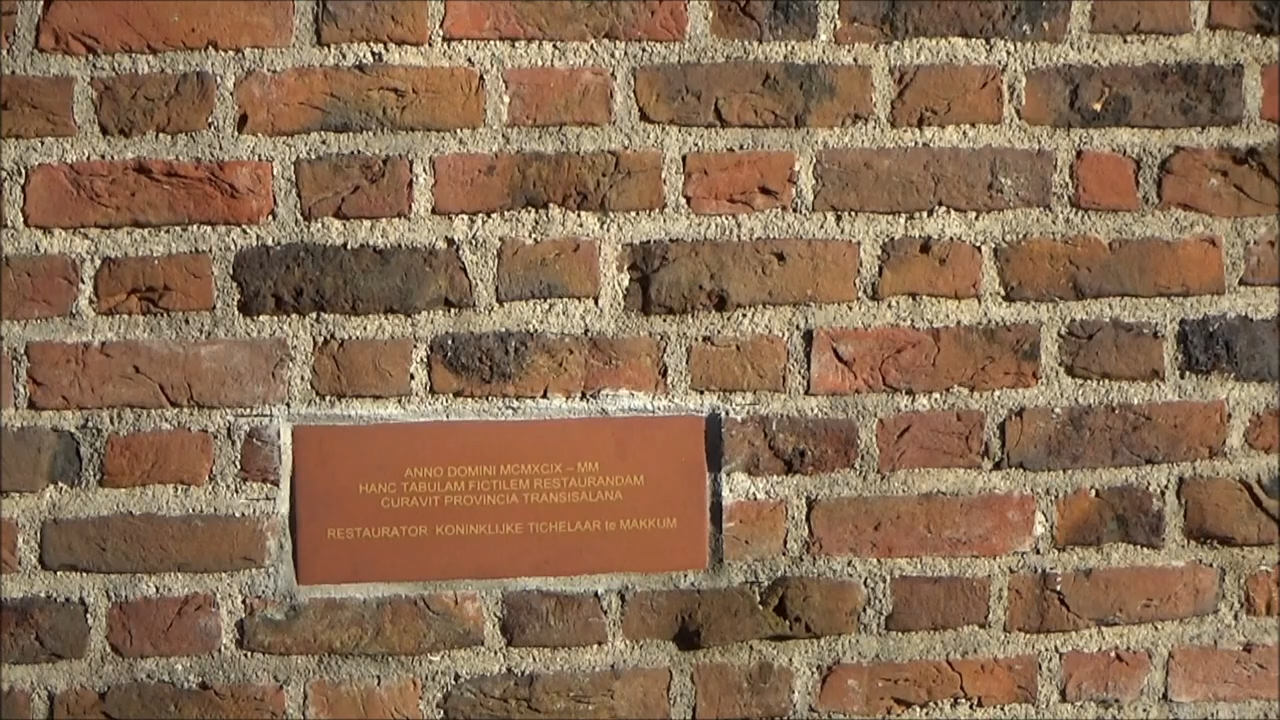 ANNO DOMINI MCMXCIX – MM
HANC TABULAM FICTILEM RESTAURANDAM
CURAVIT PROVINCIA TRANSISALANA
RESTAURATOR KONINKLIJKE TICHELAAR te MAKKUM